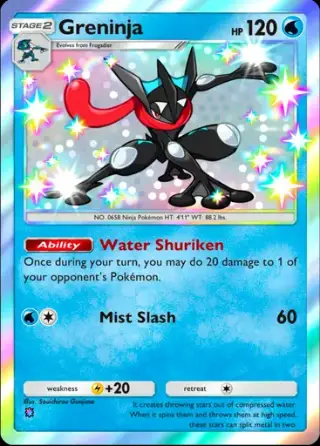 STAGE 2 Greninja HP 120
Evolves from Frogadier
NO. 0658 Ninja Pokémon HT: 4'11" WT: 88.2 lbs.
Ability Water Shuriken
Once during your turn, you may do 20 damage to 1 of
your opponent's Pokémon.
Mist Slash 60
weakness +20 retreat
Illus. Souichirou Gunjima
It creates throwing stars out of compressed water.
When it spins them and throws them at high speed,
these stars can split metal in two.